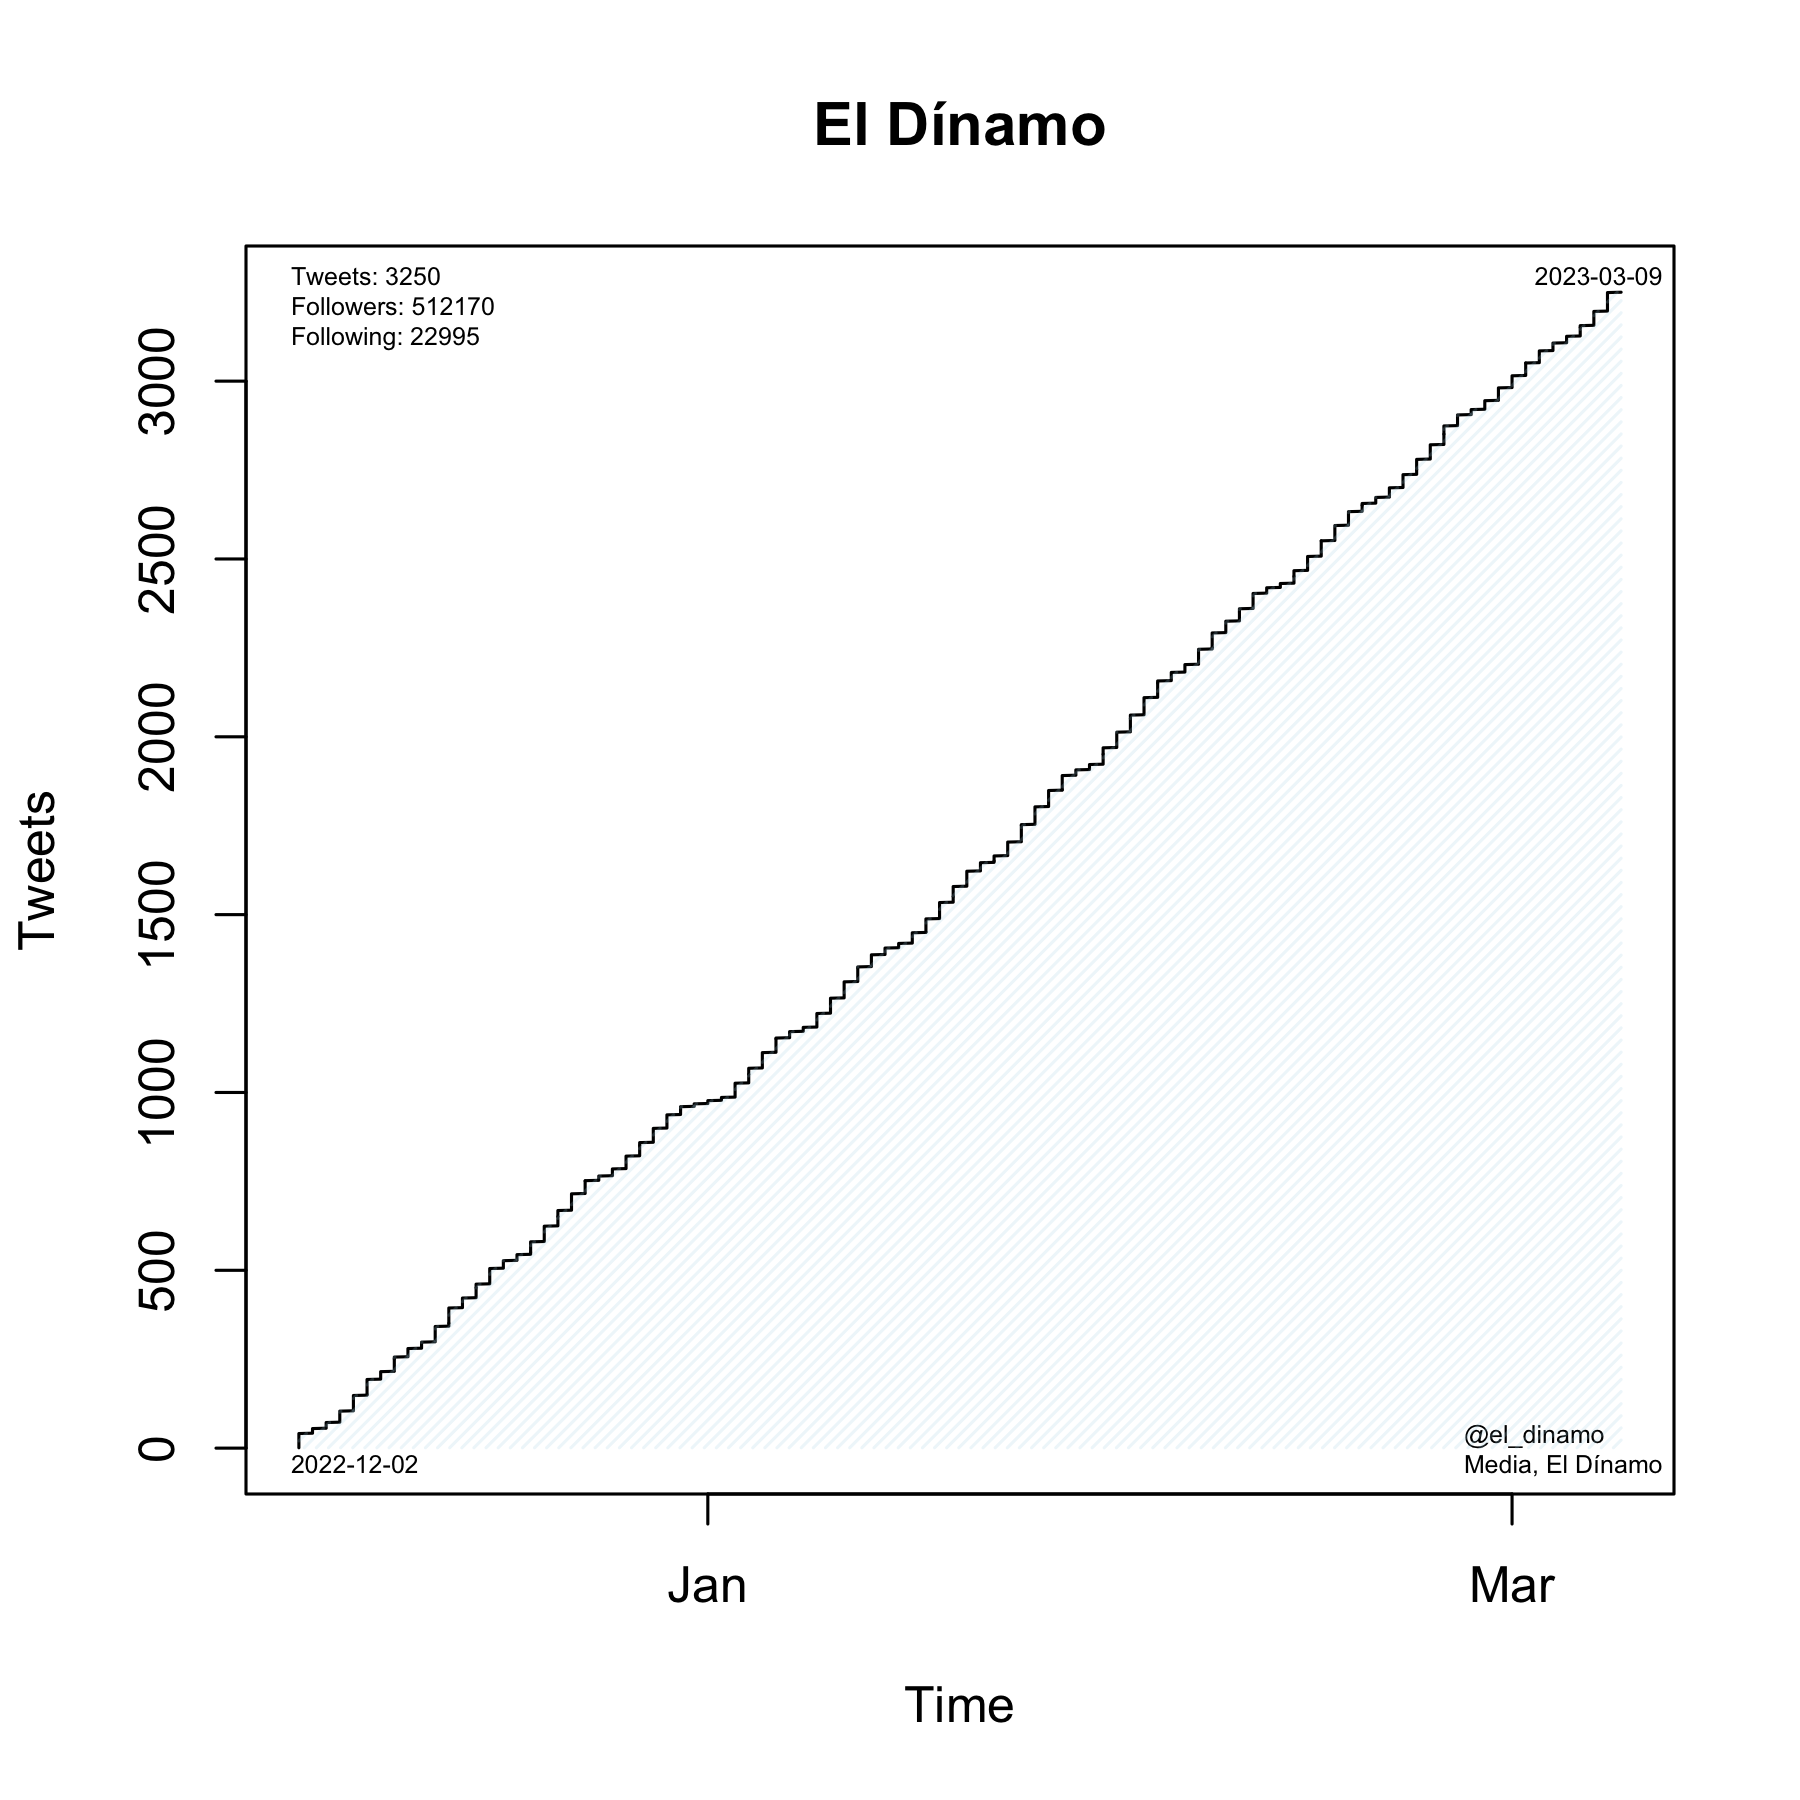 El Dínamo
Tweets: 3250
Followers: 512170
Following: 22995
2023-03-09
3000
2500
2000
1500
1000
500
0
Tweets
2022-12-02
@el_dinamo
Media, El Dínamo
Jan
Mar
Time